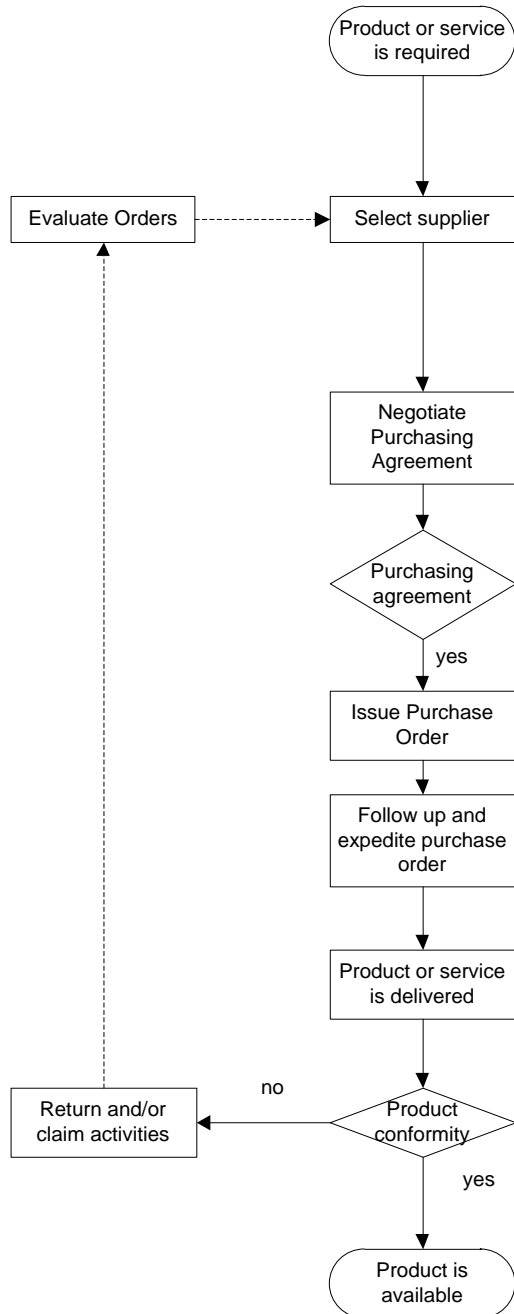 Product or service
is required
Evaluate Orders
Select supplier
Negotiate
Purchasing
Agreement
Purchasing
agreement
yes
Issue Purchase
Order
Follow up and
expedite purchase
order
Product or service
is delivered
no
Return and/or
claim activities
Product
conformity
yes
Product is
available